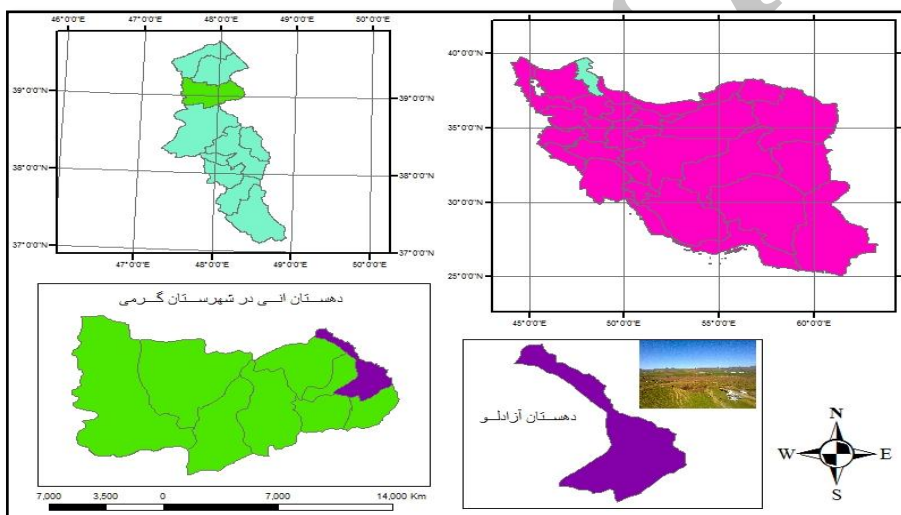 46°0'0"E 47°0'0"E 48°0'0"E 49°0'0"E 50°0'0"E
39°0'0"N 39°0'0"N
38°0'0"N 38°0'0"N
37°0'0"N 37°0'0"N
47°0'0"E 48°0'0"E 49°0'0"E 50°0'0"E
40°0'0"N
35°0'0"N
30°0'0"N
25°0'0"N
45°0'0"E 50°0'0"E 55°0'0"E 60°0'0"E
دهستان انی در شهرستان گرمی
دهستان آزادلو
N
W E
S
7,000 3,500 0 7,000 14,000 Km